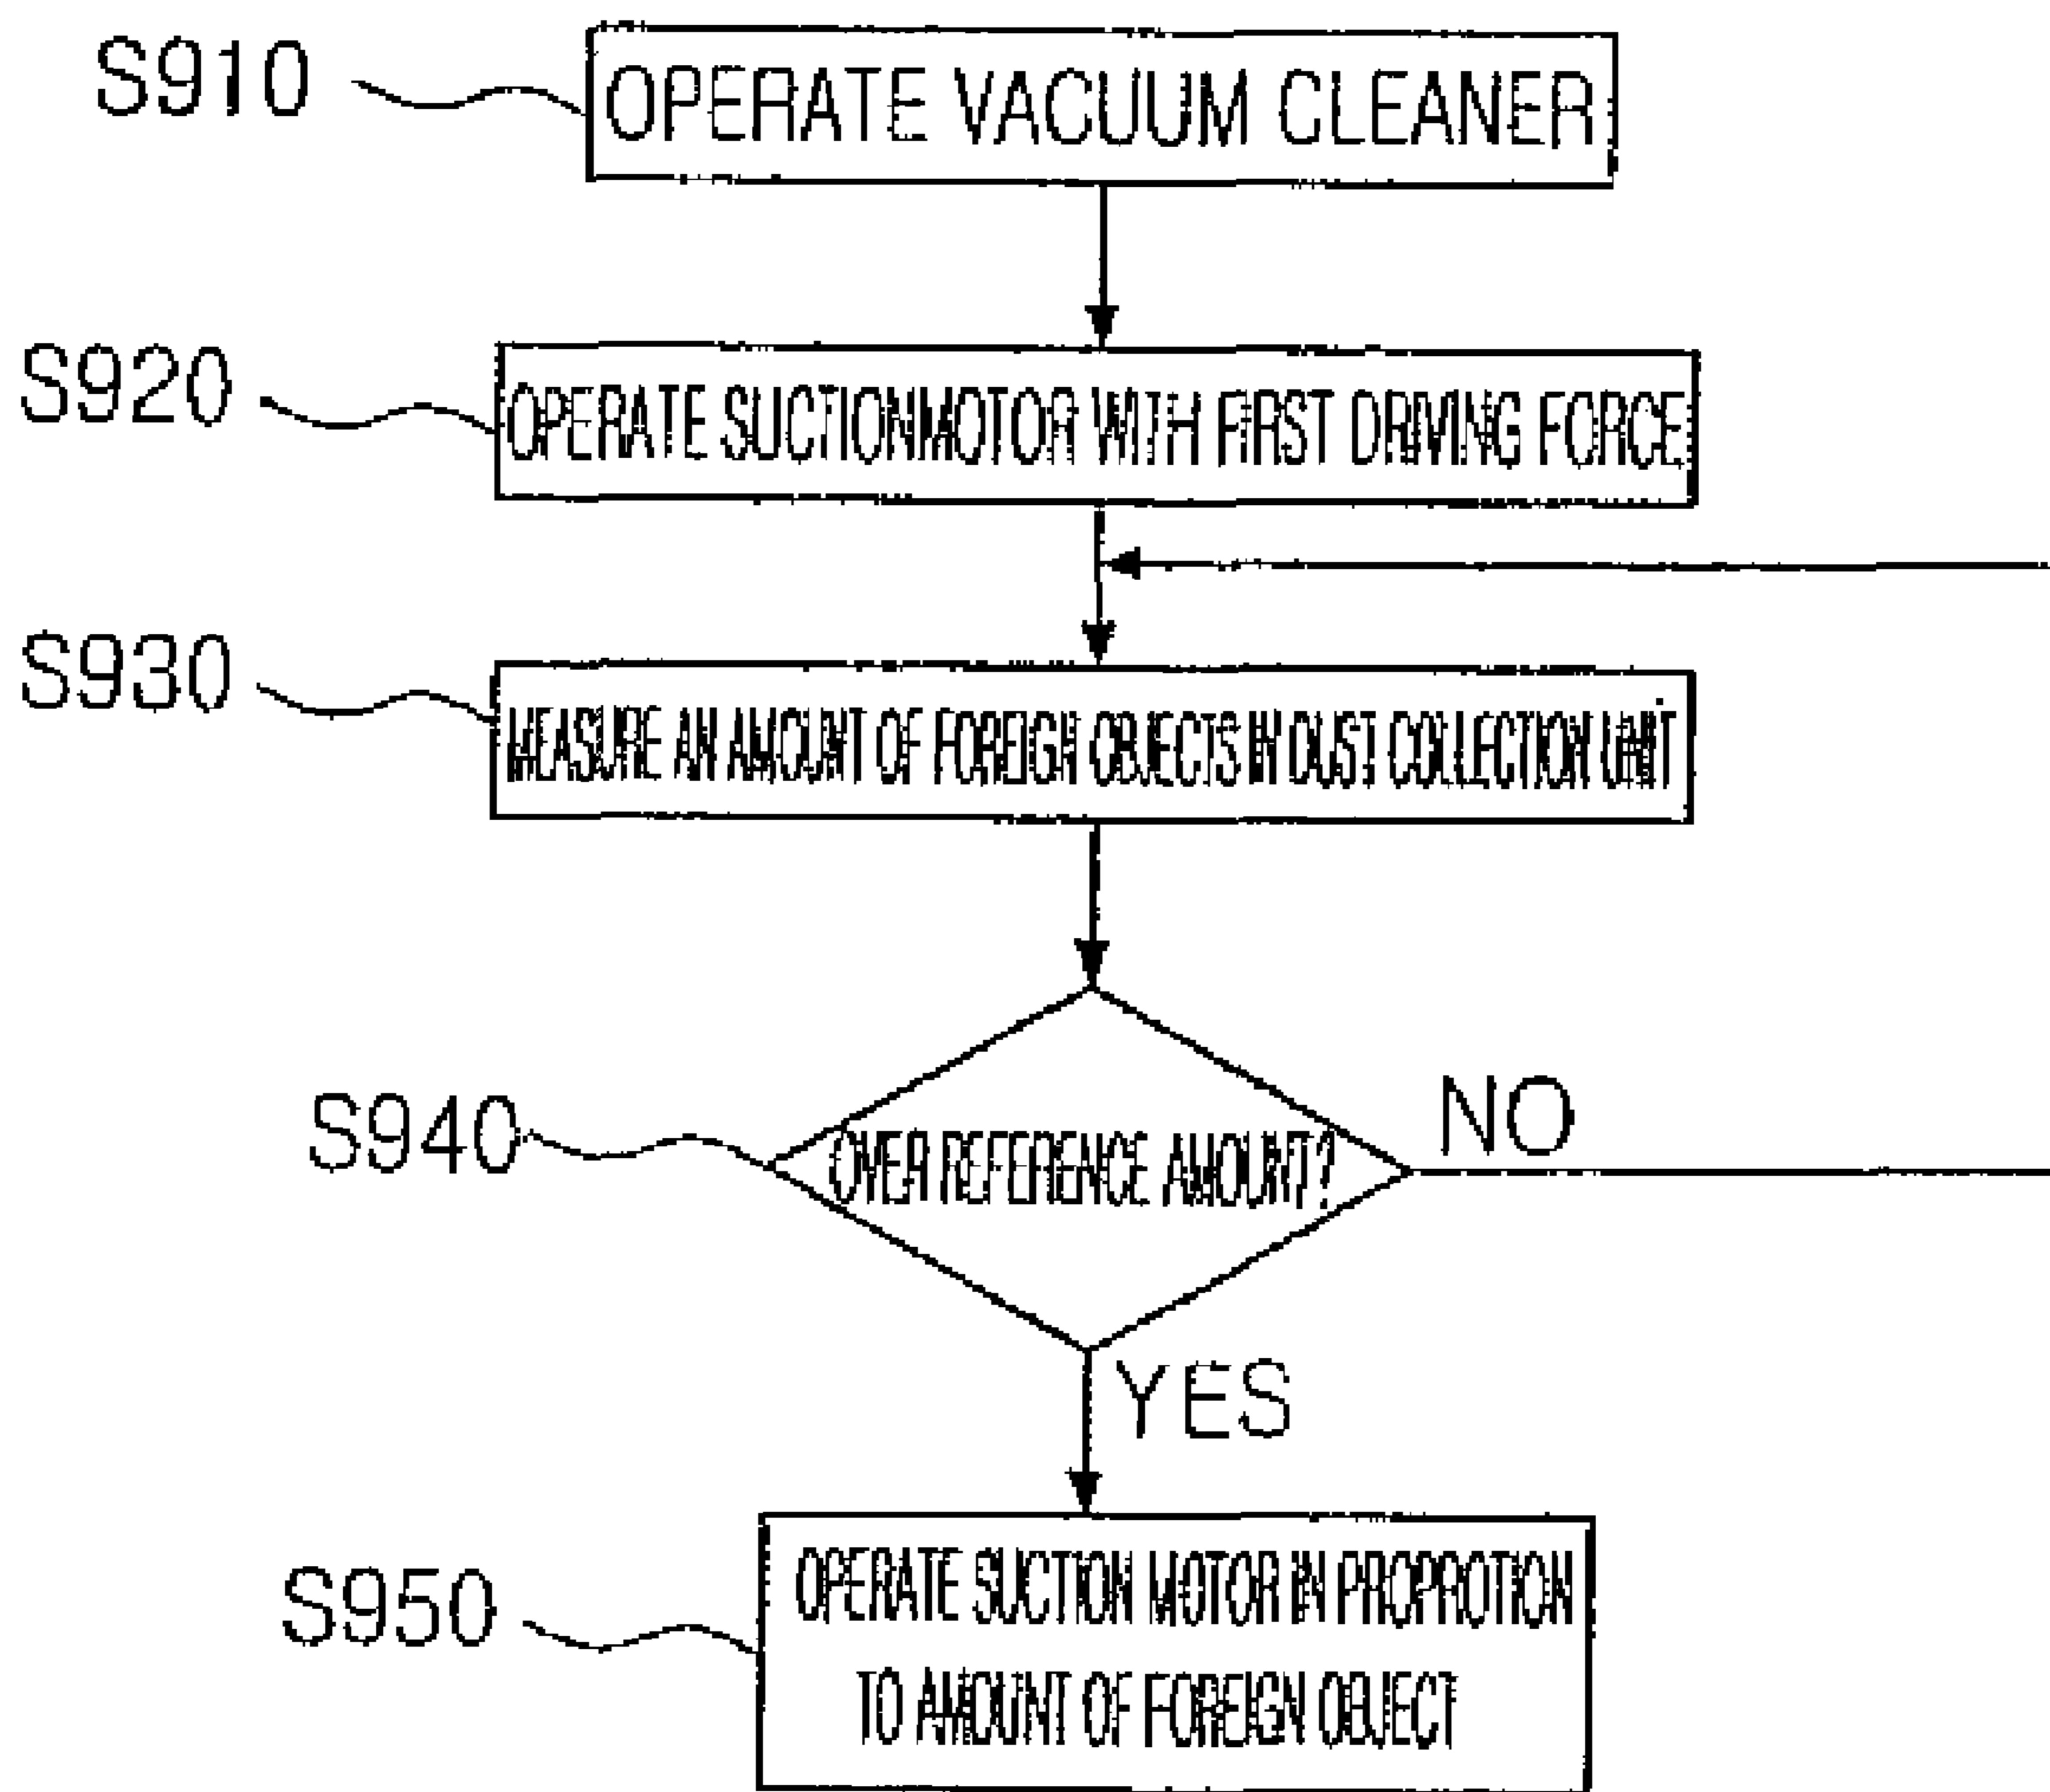 S910
OPERATE VACUUM CLEANER
S920
OPERATE SUCTIONMOTOR WITH FIRST DRIVING FORCE
S930
MEASURE AN AMOUNT OF FOREIGN OBJECTS IN DUST COLLECTION UNIT
S940
OVER REFERENCE AMOUNT?
NO
YES
S950
OPERATE SUCTION MOTOR IN PROPROTION
TO AMOUNT OF FOREIGN OBJECT